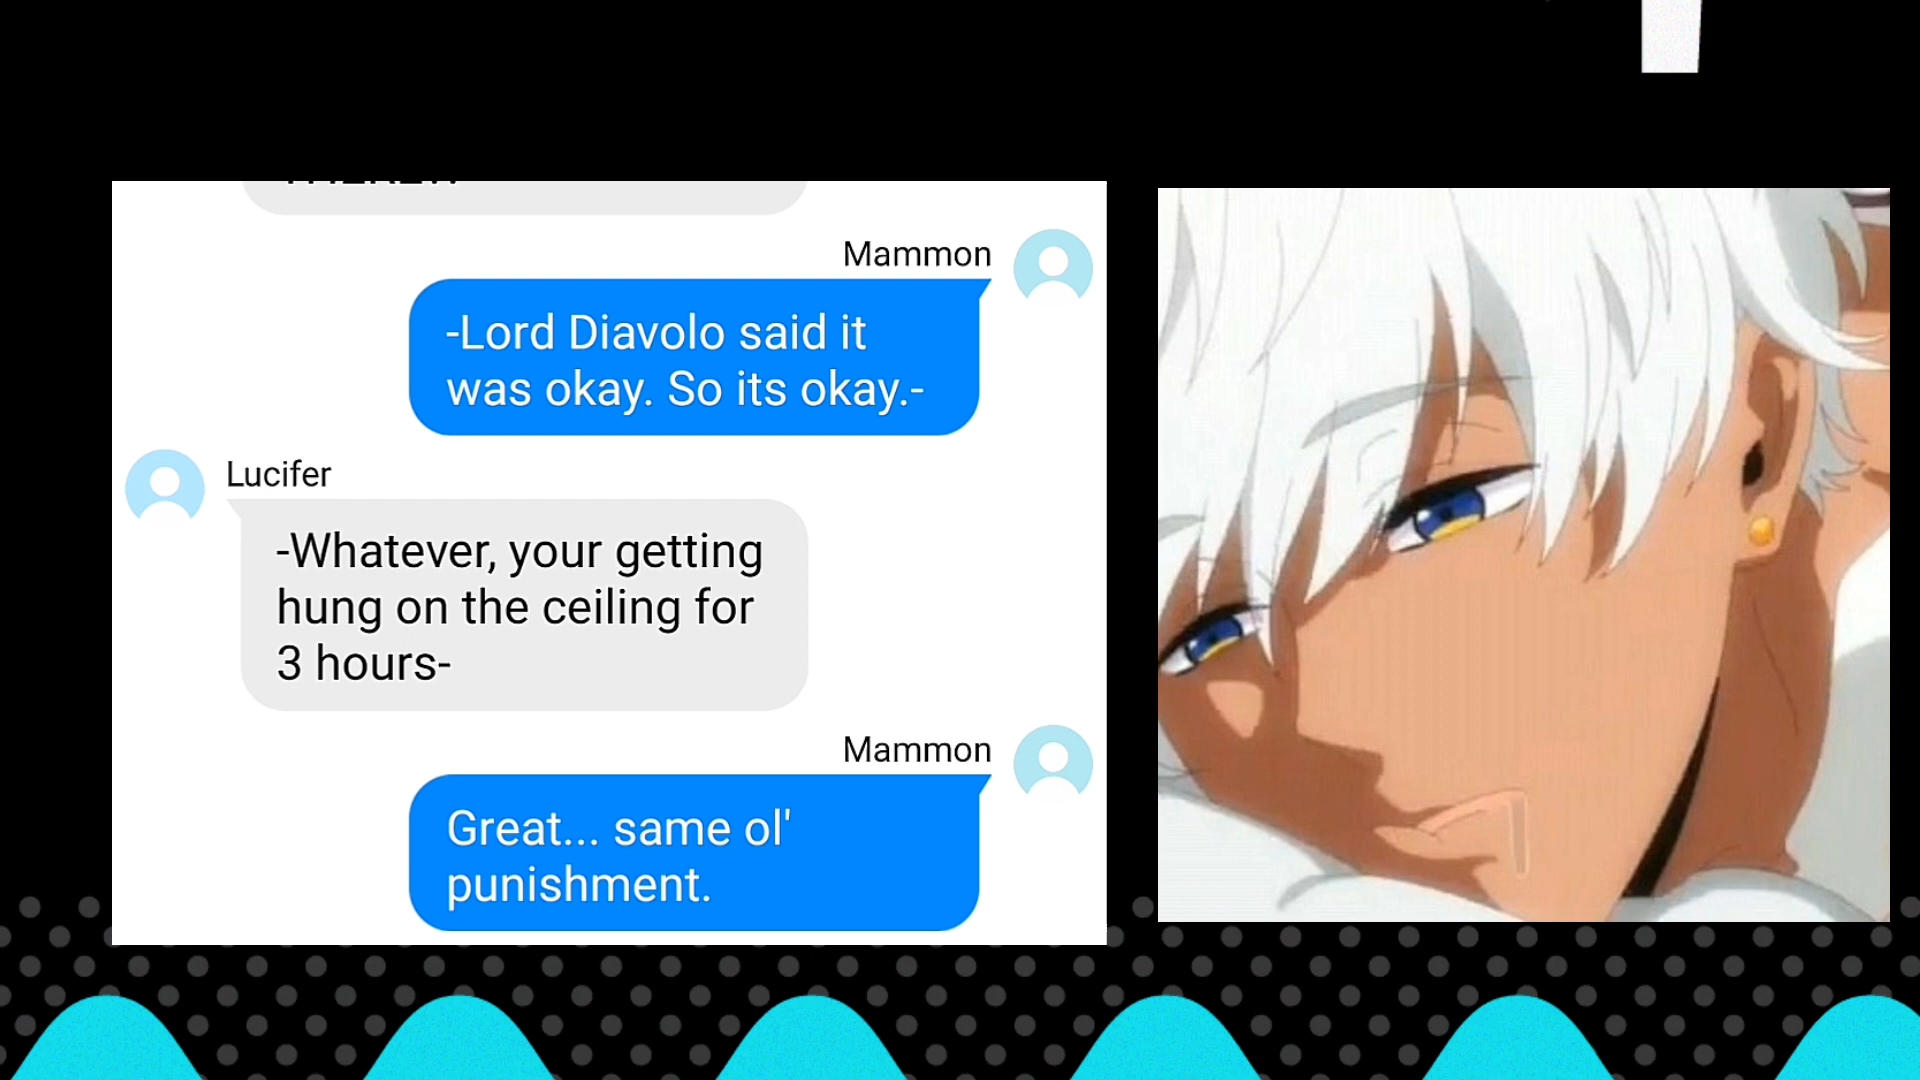 Mammon
-Lord Diavolo said it
was okay. So its okay.-
Lucifer
-Whatever, your getting
hung on the ceiling for
3 hours-
Mammon
Great... same ol'
punishment.